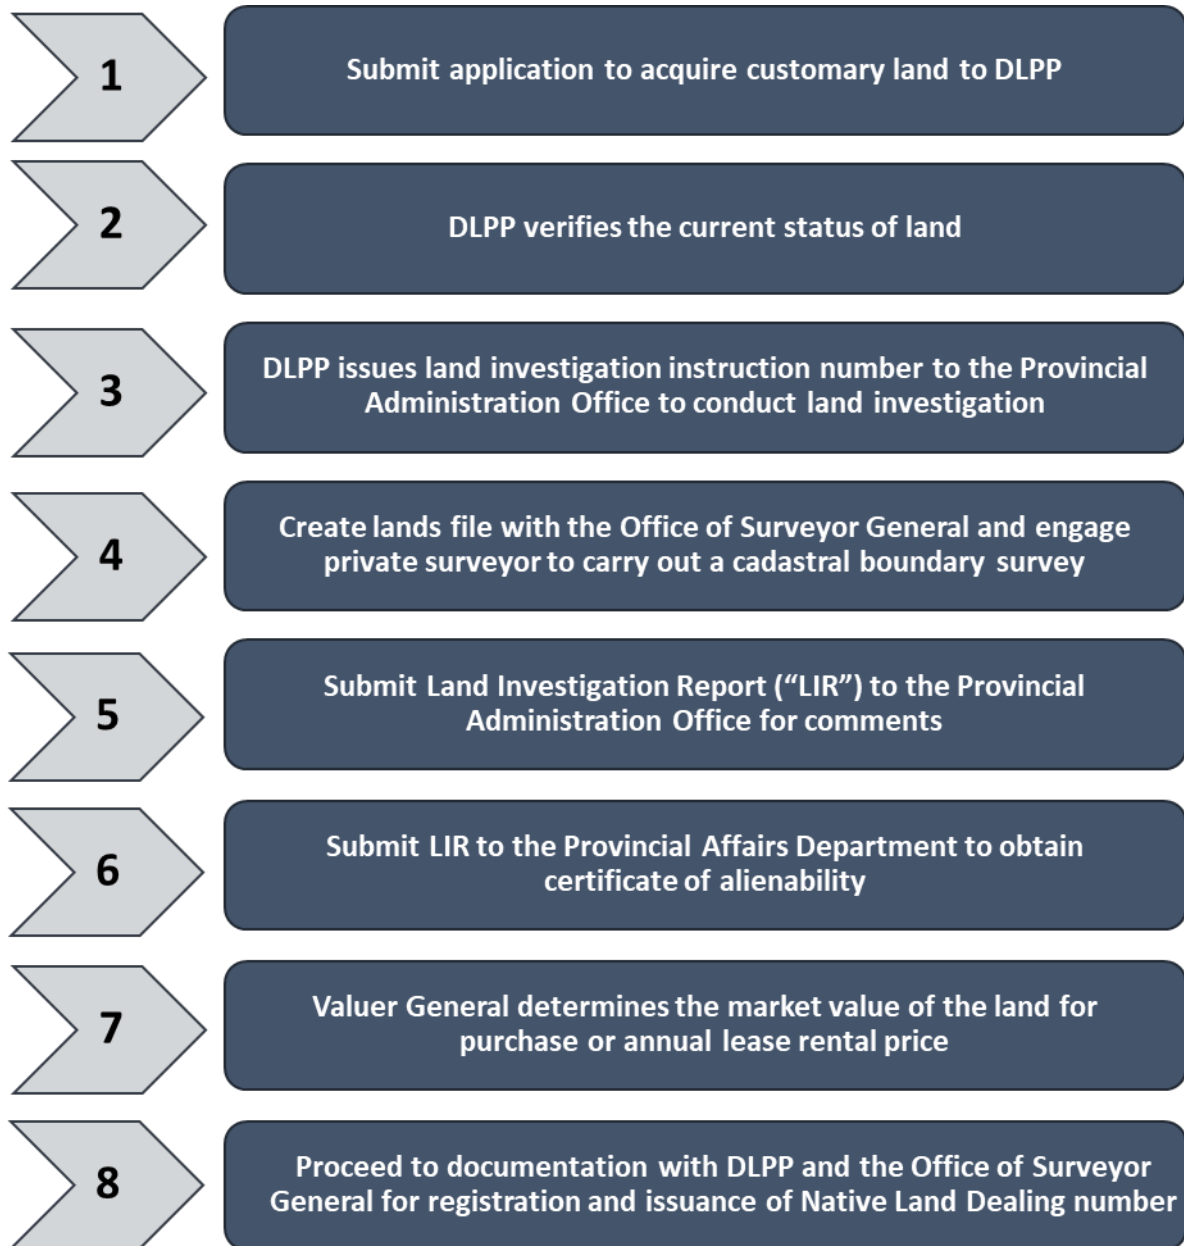 1
Submit application to acquire customary land to DLPP
2
DLPP verifies the current status of land
3
DLPP issues land investigation instruction number to the Provincial
Administration Office to conduct land investigation
4
Create lands file with the Office of Surveyor General and engage
private surveyor to carry out a cadastral boundary survey
5
Submit Land Investigation Report (“LIR”) to the Provincial
Administration Office for comments
6
Submit LIR to the Provincial Affairs Department to obtain
certificate of alienability
7
Valuer General determines the market value of the land for
purchase or annual lease rental price
8
Proceed to documentation with DLPP and the Office of Surveyor
General for registration and issuance of Native Land Dealing number